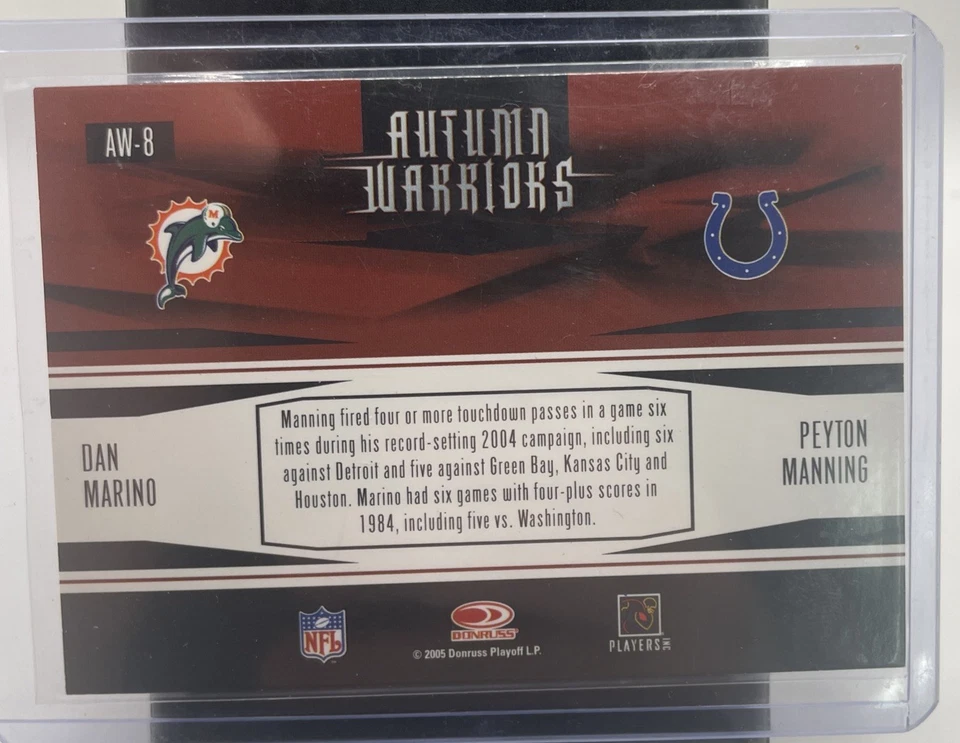 AW-8
AUTUMN
WARRIORS
M
DAN
MARINO
Manning fired four or more touchdown passes in a game six
times during his record-setting 2004 campaign, including six
against Detroit and five against Green Bay, Kansas City and
Houston. Marino had six games with four-plus scores in
1984, including five vs. Washington.
PEYTON
MANNING
NFL
DONRUSS
© 2005 Donruss Playoff L.P.
PLAYERS INC